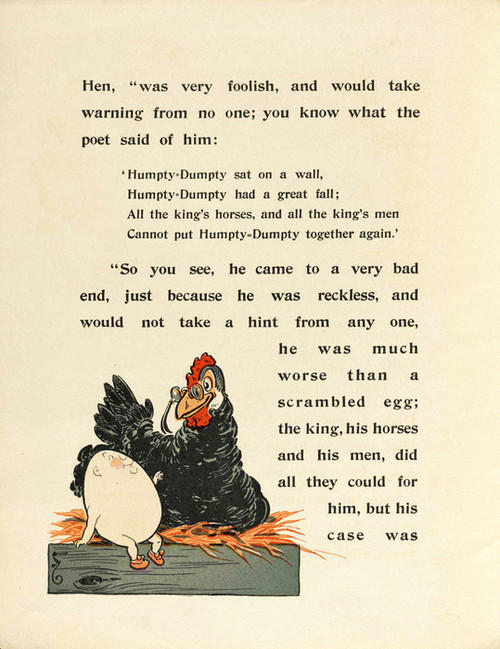 Hen, “was very foolish, and would take
warning from no one; you know what the
poet said of him:
‘Humpty-Dumpty sat on a wall,
Humpty-Dumpty had a great fall;
All the king’s horses, and all the king’s men
Cannot put Humpty-Dumpty together again.’
“So you see, he came to a very bad
end, just because he was reckless, and
would not take a hint from any one,
he was much
worse than a
scrambled egg;
the king, his horses
and his men, did
all they could for
him, but his
case was